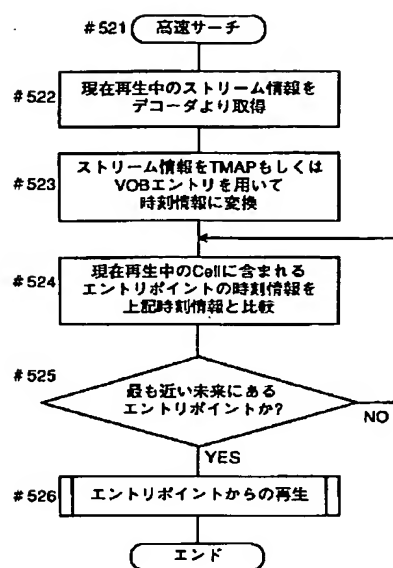 #521 高速サーチ
#522 現在再生中のストリーム情報を
デコーダより取得
#523 ストリーム情報をTMAPもしくは
VOBエントリを用いて
時刻情報に変換
#524 現在再生中のCellに含まれる
エントリポイントの時刻情報を
上記時刻情報と比較
#525 最も近い未来にある
エントリポイントか?
NO
YES
#526 エントリポイントからの再生
エンド